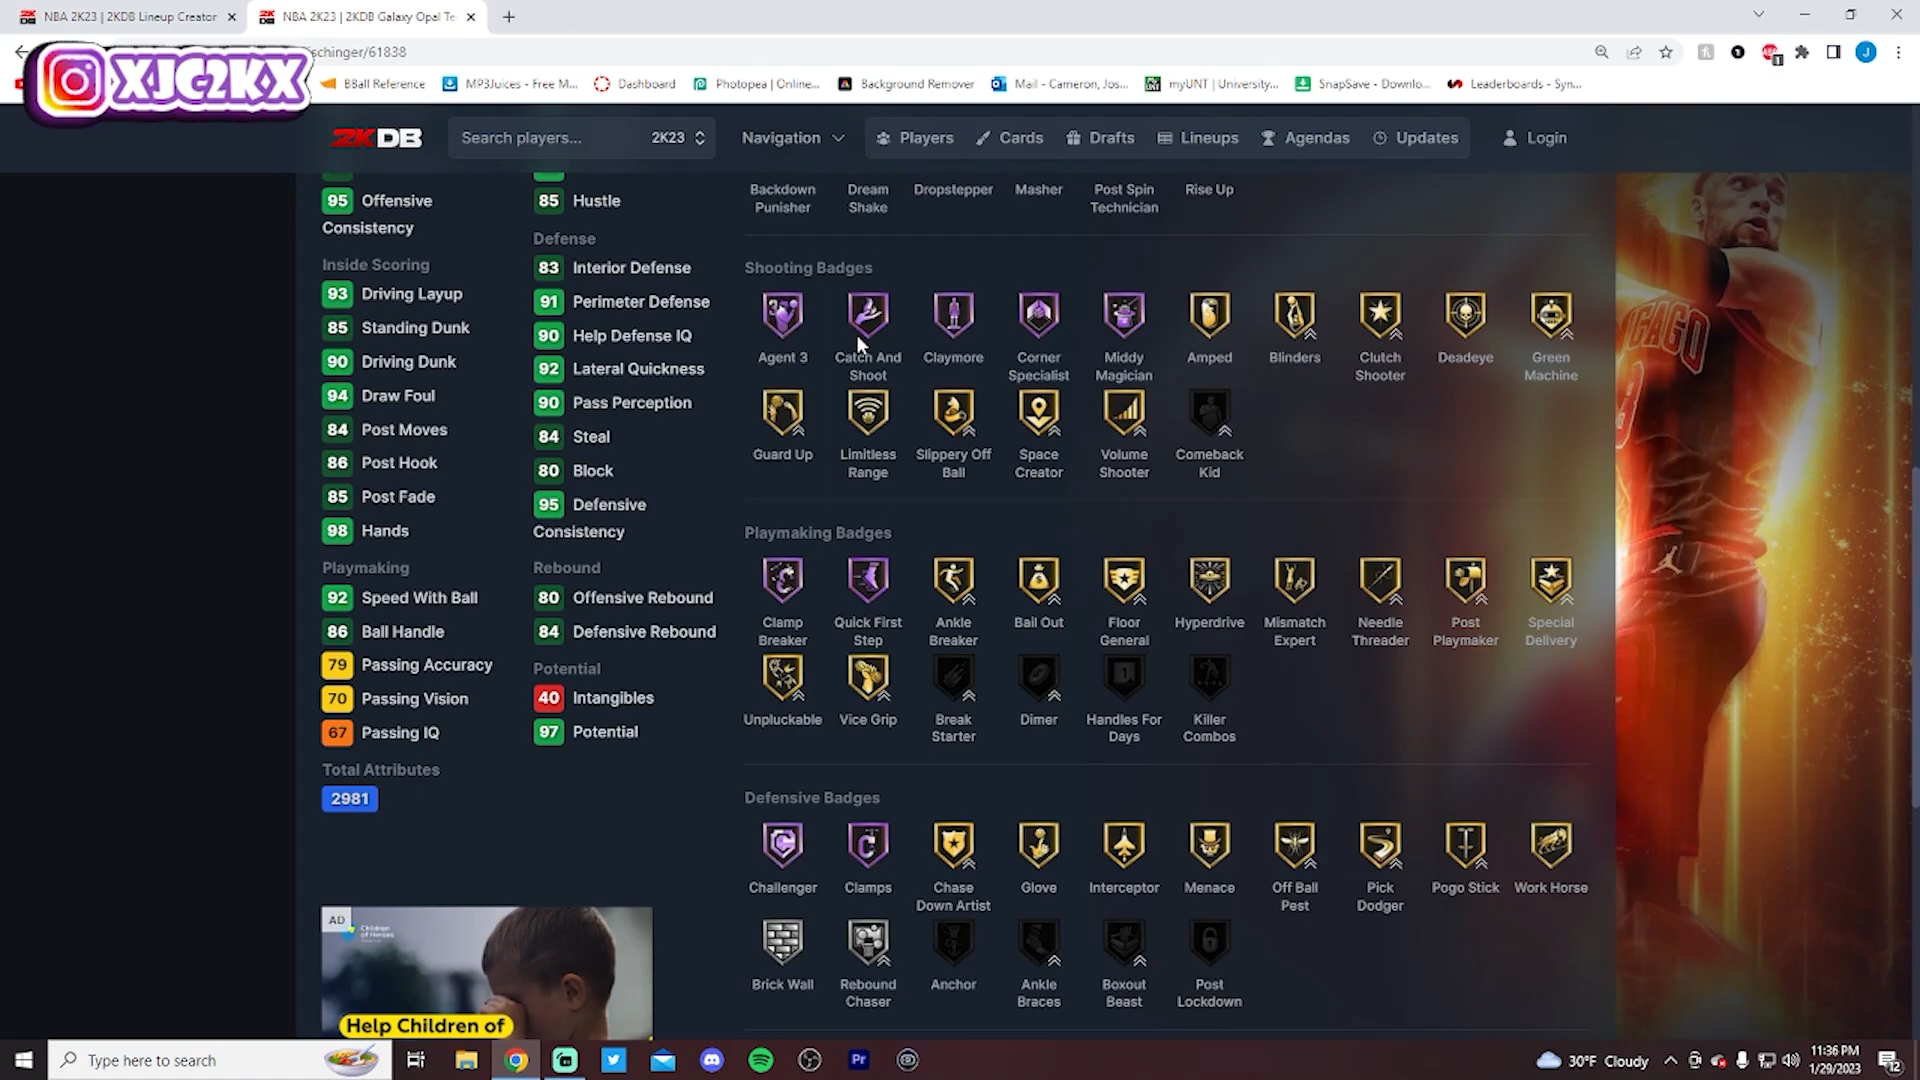 NBA 2K23 | 2KDB Lineup Creator
NBA 2K23 | 2KDB Galaxy Opal Te
schinger/61838
XJC2KX
BBall Reference
MP3Juices - Free M...
Dashboard
Photopea | Online...
Background Remover
Mail - Cameron, Jos...
myUNT | University...
SnapSave - Downlo...
Leaderboards - Syn...
2KDB
Search players...
2K23
Navigation
Players
Cards
Drafts
Lineups
Agendas
Updates
Login
95 Offensive
Consistency
Inside Scoring
93 Driving Layup
85 Standing Dunk
90 Driving Dunk
94 Draw Foul
84 Post Moves
86 Post Hook
85 Post Fade
98 Hands
Playmaking
92 Speed With Ball
86 Ball Handle
79 Passing Accuracy
70 Passing Vision
67 Passing IQ
Total Attributes
2981
85 Hustle
Defense
83 Interior Defense
91 Perimeter Defense
90 Help Defense IQ
92 Lateral Quickness
90 Pass Perception
84 Steal
80 Block
95 Defensive
Consistency
Rebound
80 Offensive Rebound
84 Defensive Rebound
Potential
40 Intangibles
97 Potential
Backdown
Punisher
Dream
Shake
Dropstepper
Masher
Post Spin
Technician
Rise Up
Shooting Badges
Agent 3
Catch And
Shoot
Claymore
Corner
Specialist
Middy
Magician
Amped
Blinders
Clutch
Shooter
Deadeye
Green
Machine
Guard Up
Limitless
Range
Slippery Off
Ball
Space
Creator
Volume
Shooter
Comeback
Kid
Playmaking Badges
Clamp
Breaker
Quick First
Step
Ankle
Breaker
Bail Out
Floor
General
Hyperdrive
Mismatch
Expert
Needle
Threader
Post
Playmaker
Special
Delivery
Unpluckable
Vice Grip
Break
Starter
Dimer
Handles For
Days
Killer
Combos
Defensive Badges
Challenger
Clamps
Chase
Down Artist
Glove
Interceptor
Menace
Off Ball
Pest
Pick
Dodger
Pogo Stick
Work Horse
Brick Wall
Rebound
Chaser
Anchor
Ankle
Braces
Boxout
Beast
Post
Lockdown
AD
Children
of Heroes
Help Children of
Type here to search
Pr
30°F Cloudy
11:36 PM
1/29/2023
12